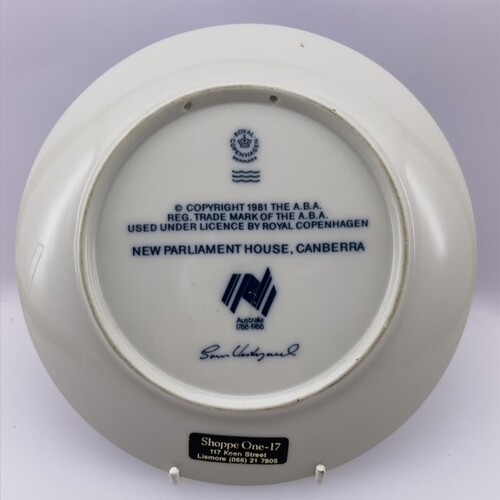 ROYAL
COPENHAGEN
DENMARK
© COPYRIGHT 1981 THE A.B.A.
REG. TRADE MARK OF THE A.B.A.
USED UNDER LICENCE BY ROYAL COPENHAGEN
NEW PARLIAMENT HOUSE, CANBERRA
Australia
1788-1988
Shoppe One-17
117 Keen Street
Lismore (066) 21 7805